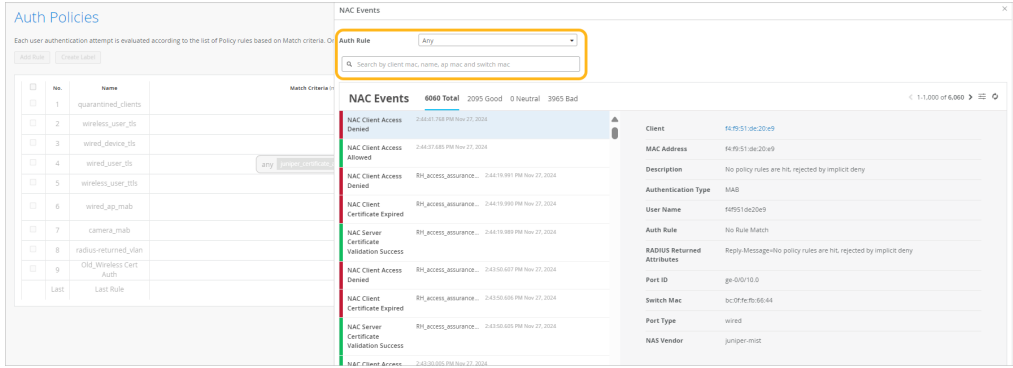 Auth Policies
Each user authentication attempt is evaluated according to the list of Policy rules based on Match criteria. Or
Add Rule Create Label
No. Name Match Criteria
1 quarantined_clients
2 wireless_user_tls
3 wired_device_tls
4 wired_user_tls any
5 wireless_user_ttls
6 wired_ap_mab
7 camera_mab
8 radius-returned_vlan
9 Old_Wireless Cert
Auth
Last Last Rule
NAC Events
Auth Rule Any
Search by client mac, name, ap mac and switch mac
NAC Events 6060 Total 2095 Good 0 Neutral 3965 Bad 1-1,000 of 6,060
NAC Client Access
Denied
2:44:41.768 PM Nov 27, 2024
NAC Client Access
Allowed
2:44:37.685 PM Nov 27, 2024
NAC Client Access
Denied
RH_access_assurance... 2:44:19.991 PM Nov 27, 2024
NAC Client
Certificate Expired
RH_access_assurance... 2:44:19.990 PM Nov 27, 2024
NAC Server
Certificate
Validation Success
RH_access_assurance... 2:44:19.989 PM Nov 27, 2024
NAC Client Access
Denied
RH_access_assurance... 2:43:50.607 PM Nov 27, 2024
NAC Client
Certificate Expired
RH_access_assurance... 2:43:50.606 PM Nov 27, 2024
NAC Server
Certificate
Validation Success
RH_access_assurance... 2:43:50.605 PM Nov 27, 2024
NAC Client Access 2:43:30.005 PM Nov 27, 2024
Client f4:f9:51:de:20:e9
MAC Address f4:f9:51:de:20:e9
Description No policy rules are hit, rejected by implicit deny
Authentication Type MAB
User Name f4f951de20e9
Auth Rule No Rule Match
RADIUS Returned
Attributes
Reply-Message=No policy rules are hit, rejected by implicit deny
Port ID ge-0/0/10.0
Switch Mac bc:0f:fe:fb:66:44
Port Type wired
NAS Vendor juniper-mist